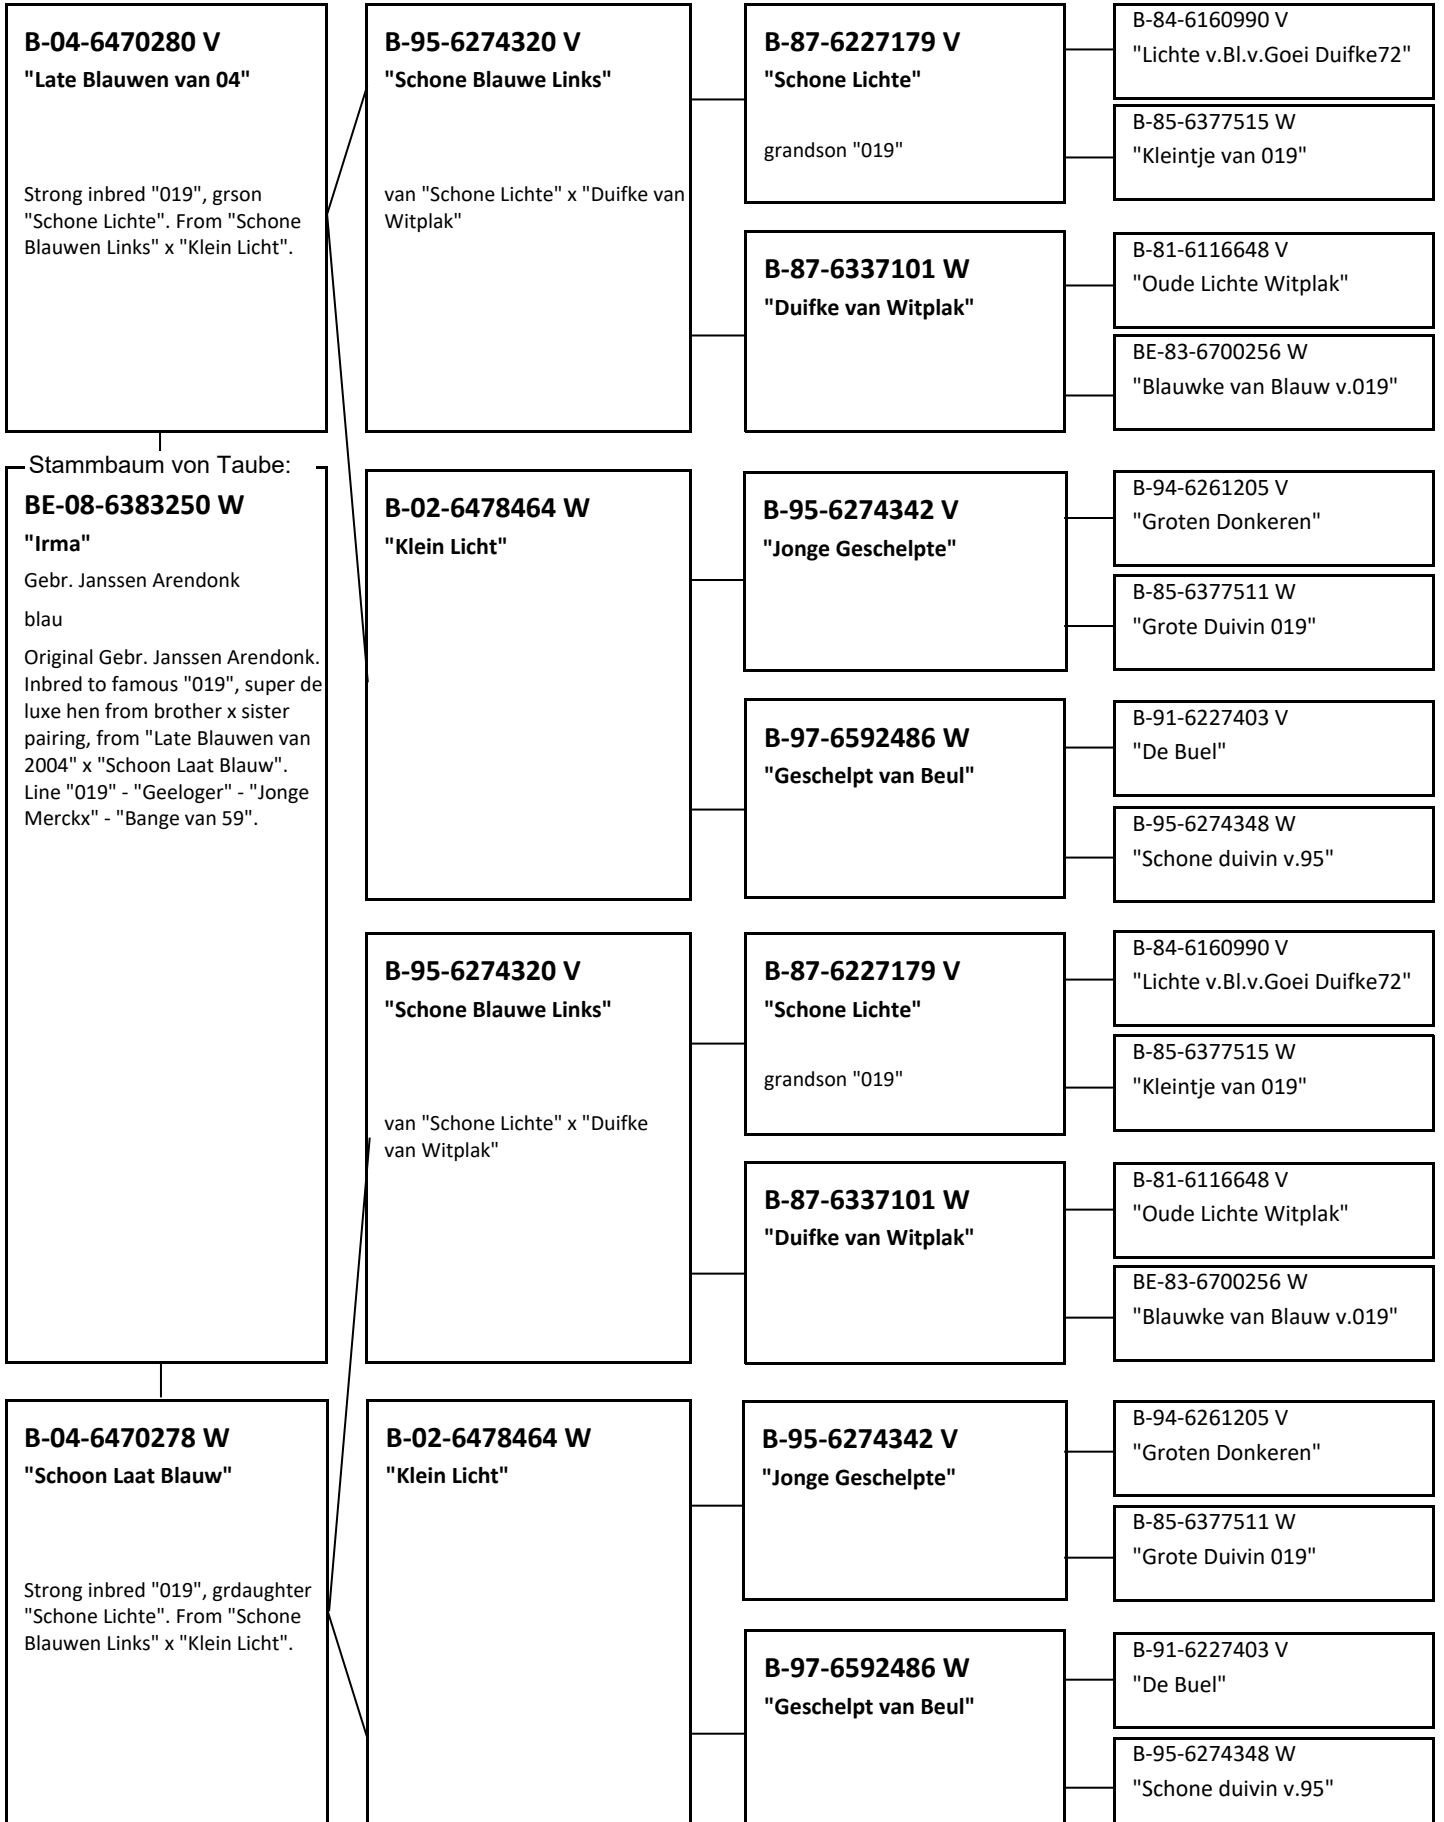 B-04-6470280 V
"Late Blauwen van 04"
Strong inbred "019", grson
"Schone Lichte". From "Schone
Blauwen Links" x "Klein Licht".
Stammbaum von Taube:
BE-08-6383250 W
"Irma"
Gebr. Janssen Arendonk
blau
Original Gebr. Janssen Arendonk.
Inbred to famous "019", super de
luxe hen from brother x sister
pairing, from "Late Blauwen van
2004" x "Schoon Laat Blauw".
Line "019" - "Geeloger" - "Jonge
Merckx" - "Bange van 59".
B-04-6470278 W
"Schoon Laat Blauw"
Strong inbred "019", grdaughter
"Schone Lichte". From "Schone
Blauwen Links" x "Klein Licht".
B-95-6274320 V
"Schone Blauwe Links"
van "Schone Lichte" x "Duifke van
Witplak"
B-02-6478464 W
"Klein Licht"
B-95-6274320 V
"Schone Blauwe Links"
van "Schone Lichte" x "Duifke
van Witplak"
B-02-6478464 W
"Klein Licht"
B-87-6227179 V
"Schone Lichte"
grandson "019"
B-87-6337101 W
"Duifke van Witplak"
B-95-6274342 V
"Jonge Geschelpte"
B-97-6592486 W
"Geschelpt van Beul"
B-87-6227179 V
"Schone Lichte"
grandson "019"
B-87-6337101 W
"Duifke van Witplak"
B-95-6274342 V
"Jonge Geschelpte"
B-97-6592486 W
"Geschelpt van Beul"
B-84-6160990 V
"Lichte v.Bl.v.Goei Duifke72"
B-85-6377515 W
"Kleintje van 019"
B-81-6116648 V
"Oude Lichte Witplak"
BE-83-6700256 W
"Blauwke van Blauw v.019"
B-94-6261205 V
"Groten Donkeren"
B-85-6377511 W
"Grote Duivin 019"
B-91-6227403 V
"De Buel"
B-95-6274348 W
"Schone duivin v.95"
B-84-6160990 V
"Lichte v.Bl.v.Goei Duifke72"
B-85-6377515 W
"Kleintje van 019"
B-81-6116648 V
"Oude Lichte Witplak"
BE-83-6700256 W
"Blauwke van Blauw v.019"
B-94-6261205 V
"Groten Donkeren"
B-85-6377511 W
"Grote Duivin 019"
B-91-6227403 V
"De Buel"
B-95-6274348 W
"Schone duivin v.95"